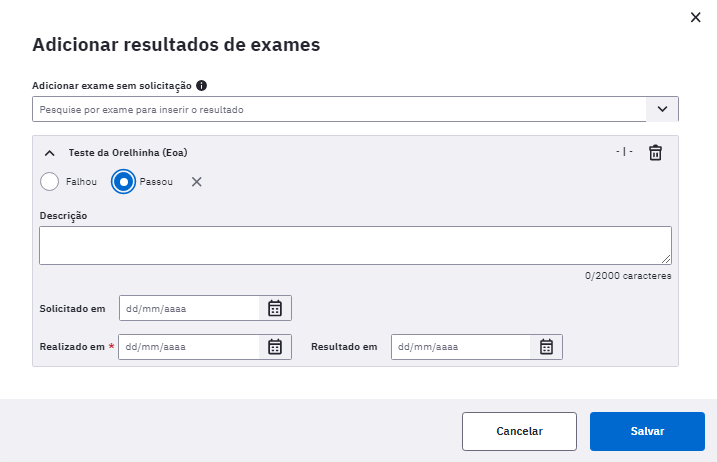 Adicionar resultados de exames
Adicionar exame sem solicitação
Pesquise por exame para inserir o resultado
Teste da Orelhinha (Eoa)
- | -
Falhou
Passou
Descrição
0/2000 caracteres
Solicitado em dd/mm/aaaa
Realizado em * dd/mm/aaaa Resultado em dd/mm/aaaa
Cancelar Salvar